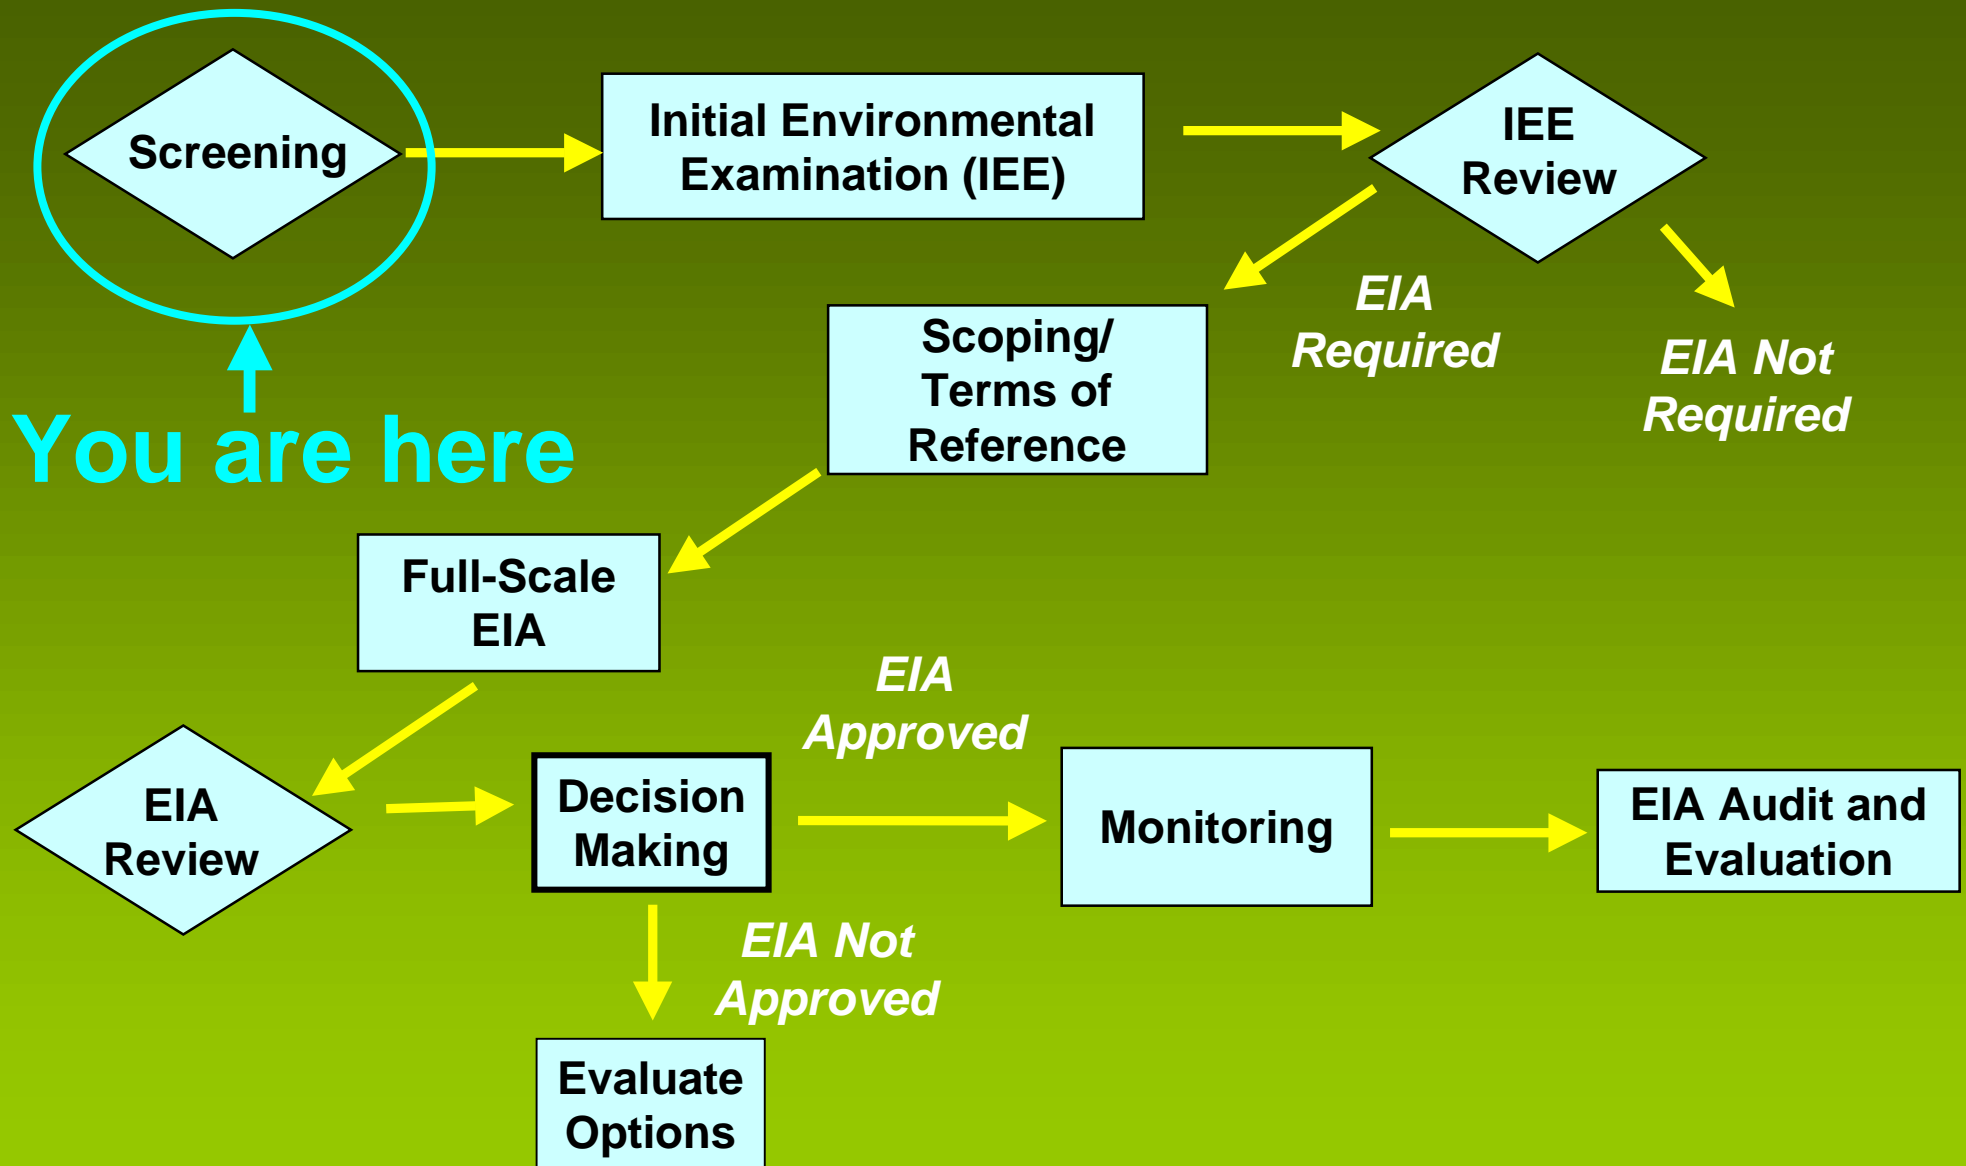 Screening
Initial Environmental
Examination (IEE)
IEE
Review
EIA
Required
EIA Not
Required
Scoping/
Terms of
Reference
You are here
Full-Scale
EIA
EIA
Review
Decision
Making
EIA
Approved
Monitoring
EIA Audit and
Evaluation
EIA Not
Approved
Evaluate
Options